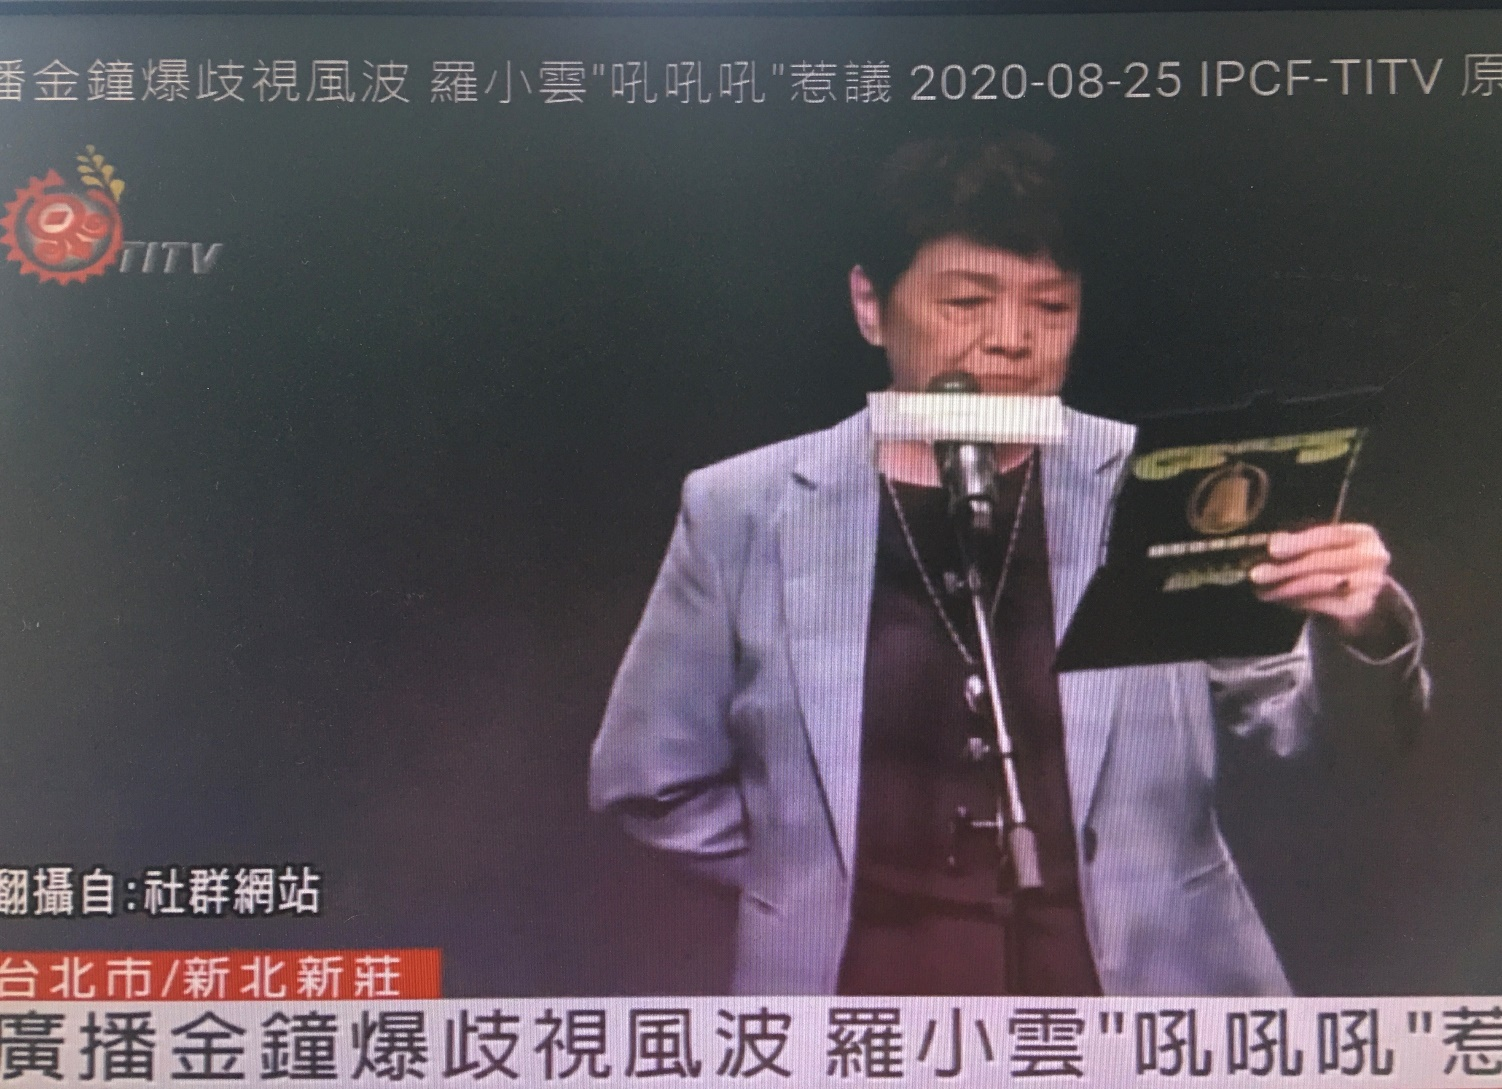 播金鐘爆歧視風波 羅小雲"吼吼吼"惹議 2020-08-25 IPCF-TITV 原
TITV
翻攝自:社群網站
台北市/新北新莊
廣播金鐘爆歧視風波 羅小雲"吼吼吼"惹